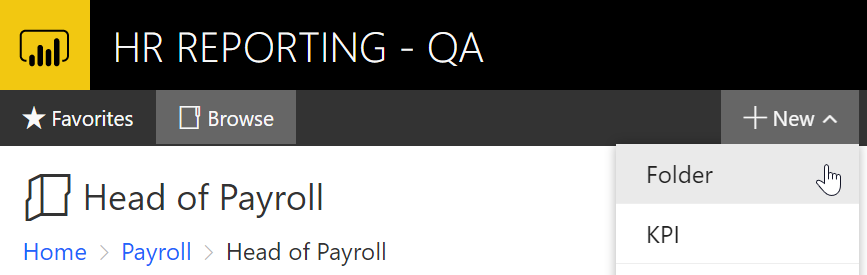 HR REPORTING - QA
Favorites Browse New
Head of Payroll
Folder
KPI
Home > Payroll > Head of Payroll